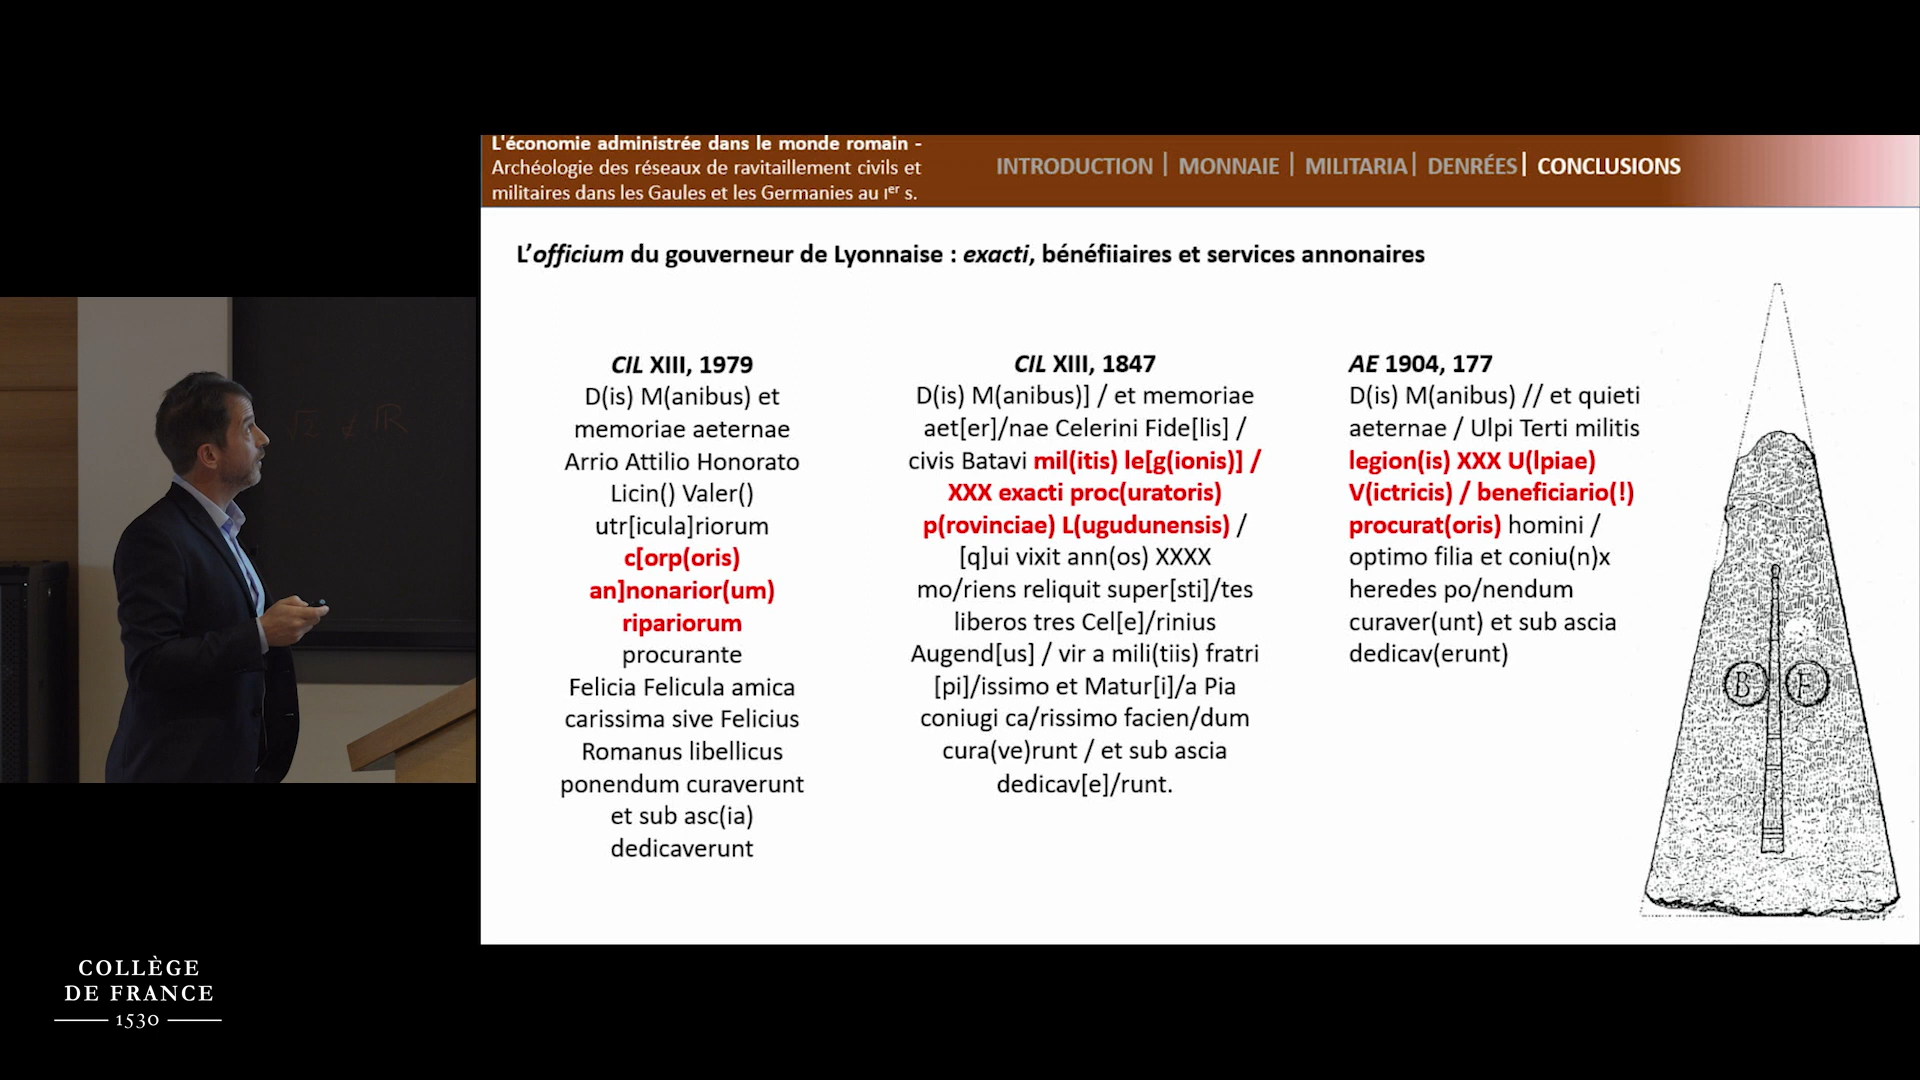 L'économie administrée dans le monde romain -
Archéologie des réseaux de ravitaillement civils et
militaires dans les Gaules et les Germanies au Ier s.
INTRODUCTION | MONNAIE | MILITARIA | DENRÉES | CONCLUSIONS
L'officium du gouverneur de Lyonnaise : exacti, bénéfiiaires et services annonaires
CIL XIII, 1979
D(is) M(anibus) et
memoriae aeternae
Arrio Attilio Honorato
Licin() Valer()
utr[icula]riorum
c[orp(oris)
an]nonarior(um)
ripariorum
procurante
Felicia Felicula amica
carissima sive Felicius
Romanus libellicus
ponendum curaverunt
et sub asc(ia)
dedicaverunt
CIL XIII, 1847
D(is) M(anibus)] / et memoriae
aet[er]/nae Celerini Fide[lis] /
civis Batavi mil(itis) le[g(ionis)] /
XXX exacti proc(uratoris)
p(rovinciae) L(ugudunensis) /
[q]ui vixit ann(os) XXXX
mo/riens reliquit super[sti]/tes
liberos tres Cel[e]/rinius
Augend[us] / vir a mili(tiis) fratri
[pi]/issimo et Matur[i]/a Pia
coniugi ca/rissimo facien/dum
cura(ve)runt / et sub ascia
dedicav[e]/runt.
AE 1904, 177
D(is) M(anibus) // et quieti
aeternae / Ulpi Terti militis
legion(is) XXX U(lpiae)
V(ictricis) / beneficiario(!)
procurat(oris) homini /
optimo filia et coniu(n)x
heredes po/nendum
curaver(unt) et sub ascia
dedicav(erunt)
B F
√2 ∉ √R
COLLÈGE
DE FRANCE
1530